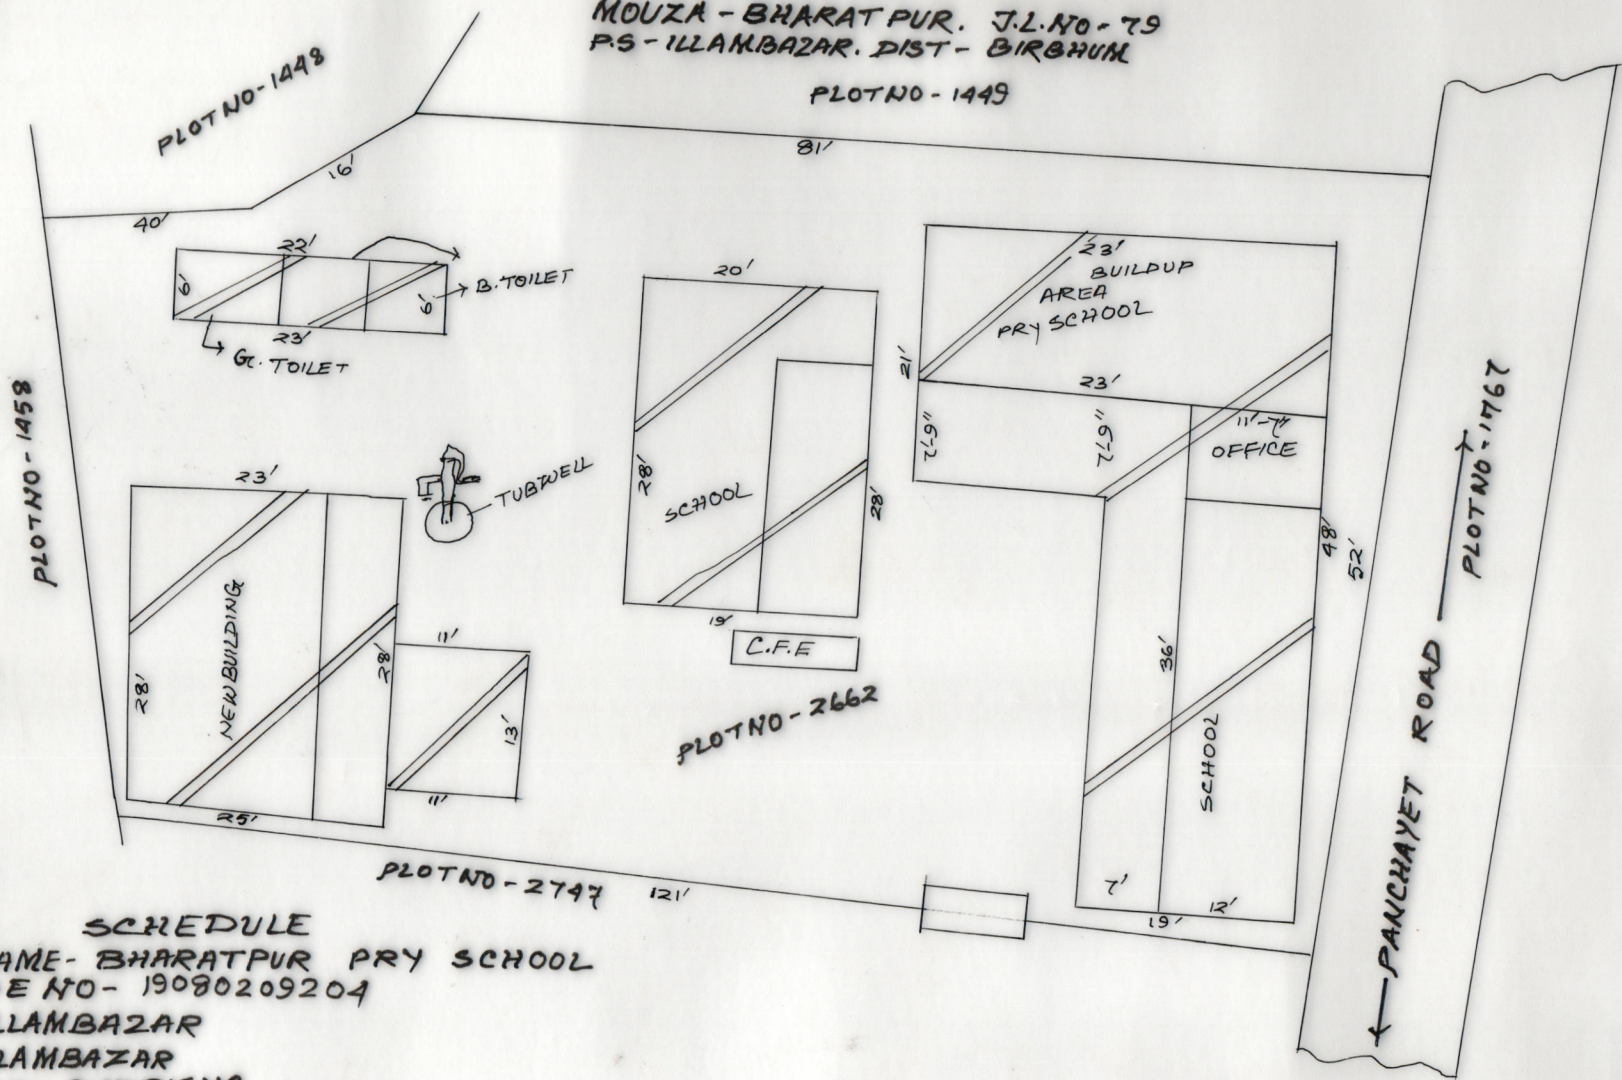 MOUZA - BHARATPUR. J.L.NO - 79
P.S - ILLAMBAZAR. DIST - BIRBHUM
PLOT NO - 1448
PLOT NO - 1449
16'
81'
40'
22'
6'
6'
B. TOILET
23'
G. TOILET
20'
28'
SCHOOL
28'
19'
C.F.E
23'
BUILDUP
AREA
PRY SCHOOL
21'
23'
7'-9"
7'-9"
11'-7"
OFFICE
48'
52'
36'
SCHOOL
7'
12'
19'
PLOT NO - 1458
23'
TUBWELL
NEW BUILDING
28'
28'
11'
13'
11'
25'
PLOT NO - 2662
PLOT NO - 2747
121'
PANCHAYET ROAD
PLOT NO - 1767
SCHEDULE
AME - BHARATPUR PRY SCHOOL
E NO - 19080209204
LLAMBAZAR
LAMBAZAR